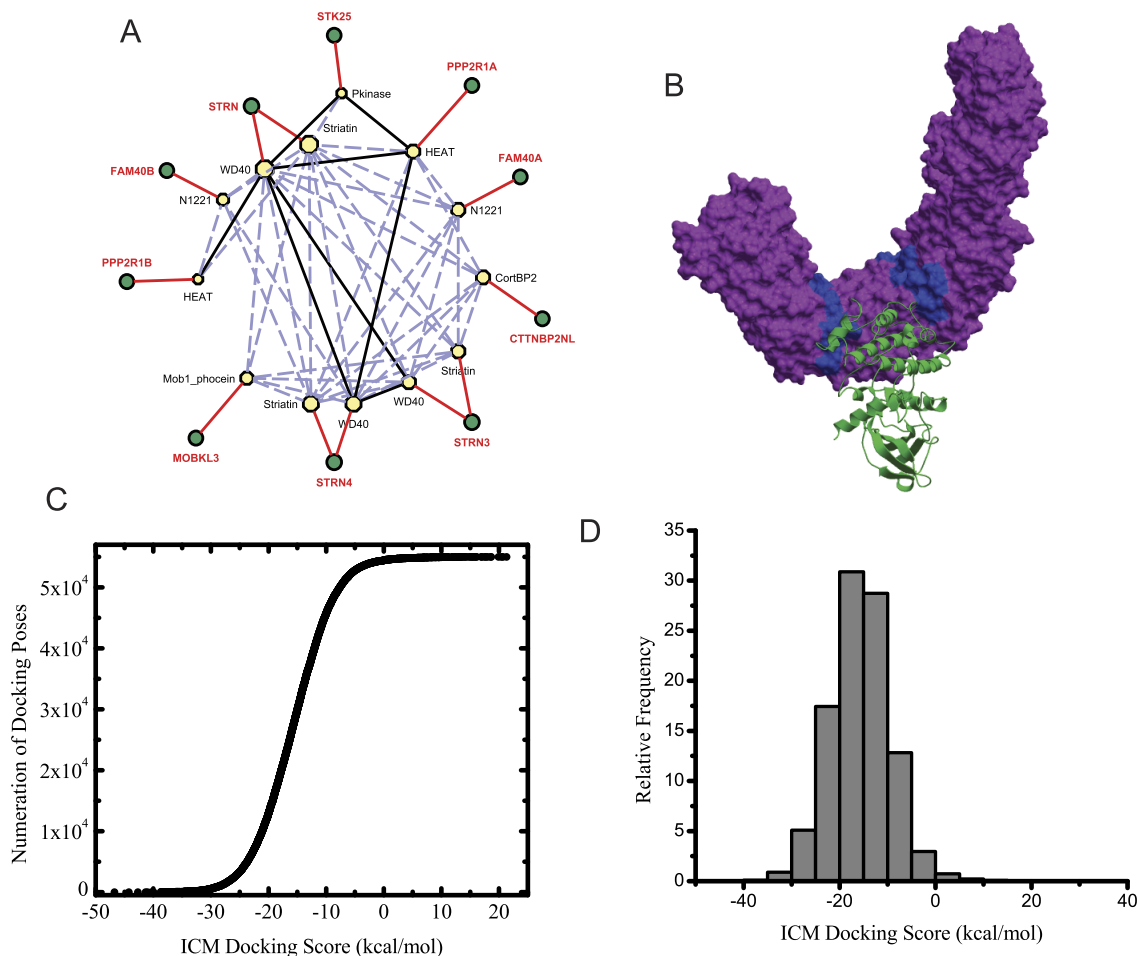 A
STK25
PPP2R1A
Pkinase
STRN
Striatin
HEAT
FAM40A
WD40
FAM40B
N1221
N1221
PPP2R1B
HEAT
CortBP2
CTTNBP2NL
Mob1_phocein
Striatin
Striatin
WD40
WD40
STRN3
MOBKL3
STRN4
B
C
5x10^4
4x10^4
3x10^4
2x10^4
1x10^4
0
-50 -40 -30 -20 -10 0 10 20
Numeration of Docking Poses
ICM Docking Score (kcal/mol)
D
35
30
25
20
15
10
5
0
-40 -20 0 20 40
Relative Frequency
ICM Docking Score (kcal/mol)